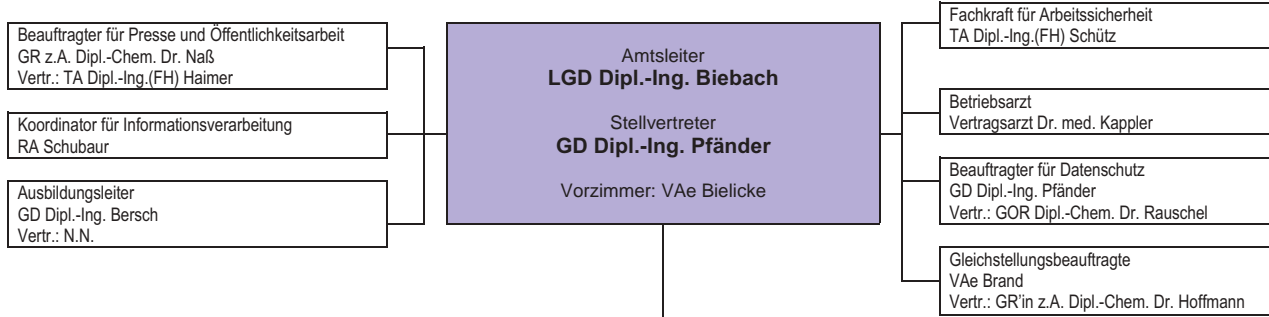 Beauftragter für Presse und Öffentlichkeitsarbeit
GR z.A. Dipl.-Chem. Dr. Naß
Vertr.: TA Dipl.-Ing.(FH) Haimer
Koordinator für Informationsverarbeitung
RA Schubaur
Ausbildungsleiter
GD Dipl.-Ing. Bersch
Vertr.: N.N.
Amtsleiter
LGD Dipl.-Ing. Biebach
Stellvertreter
GD Dipl.-Ing. Pfänder
Vorzimmer: VAe Bielicke
Fachkraft für Arbeitssicherheit
TA Dipl.-Ing.(FH) Schütz
Betriebsarzt
Vertragsarzt Dr. med. Kappler
Beauftragter für Datenschutz
GD Dipl.-Ing. Pfänder
Vertr.: GOR Dipl.-Chem. Dr. Rauschel
Gleichstellungsbeauftragte
VAe Brand
Vertr.: GR'in z.A. Dipl.-Chem. Dr. Hoffmann